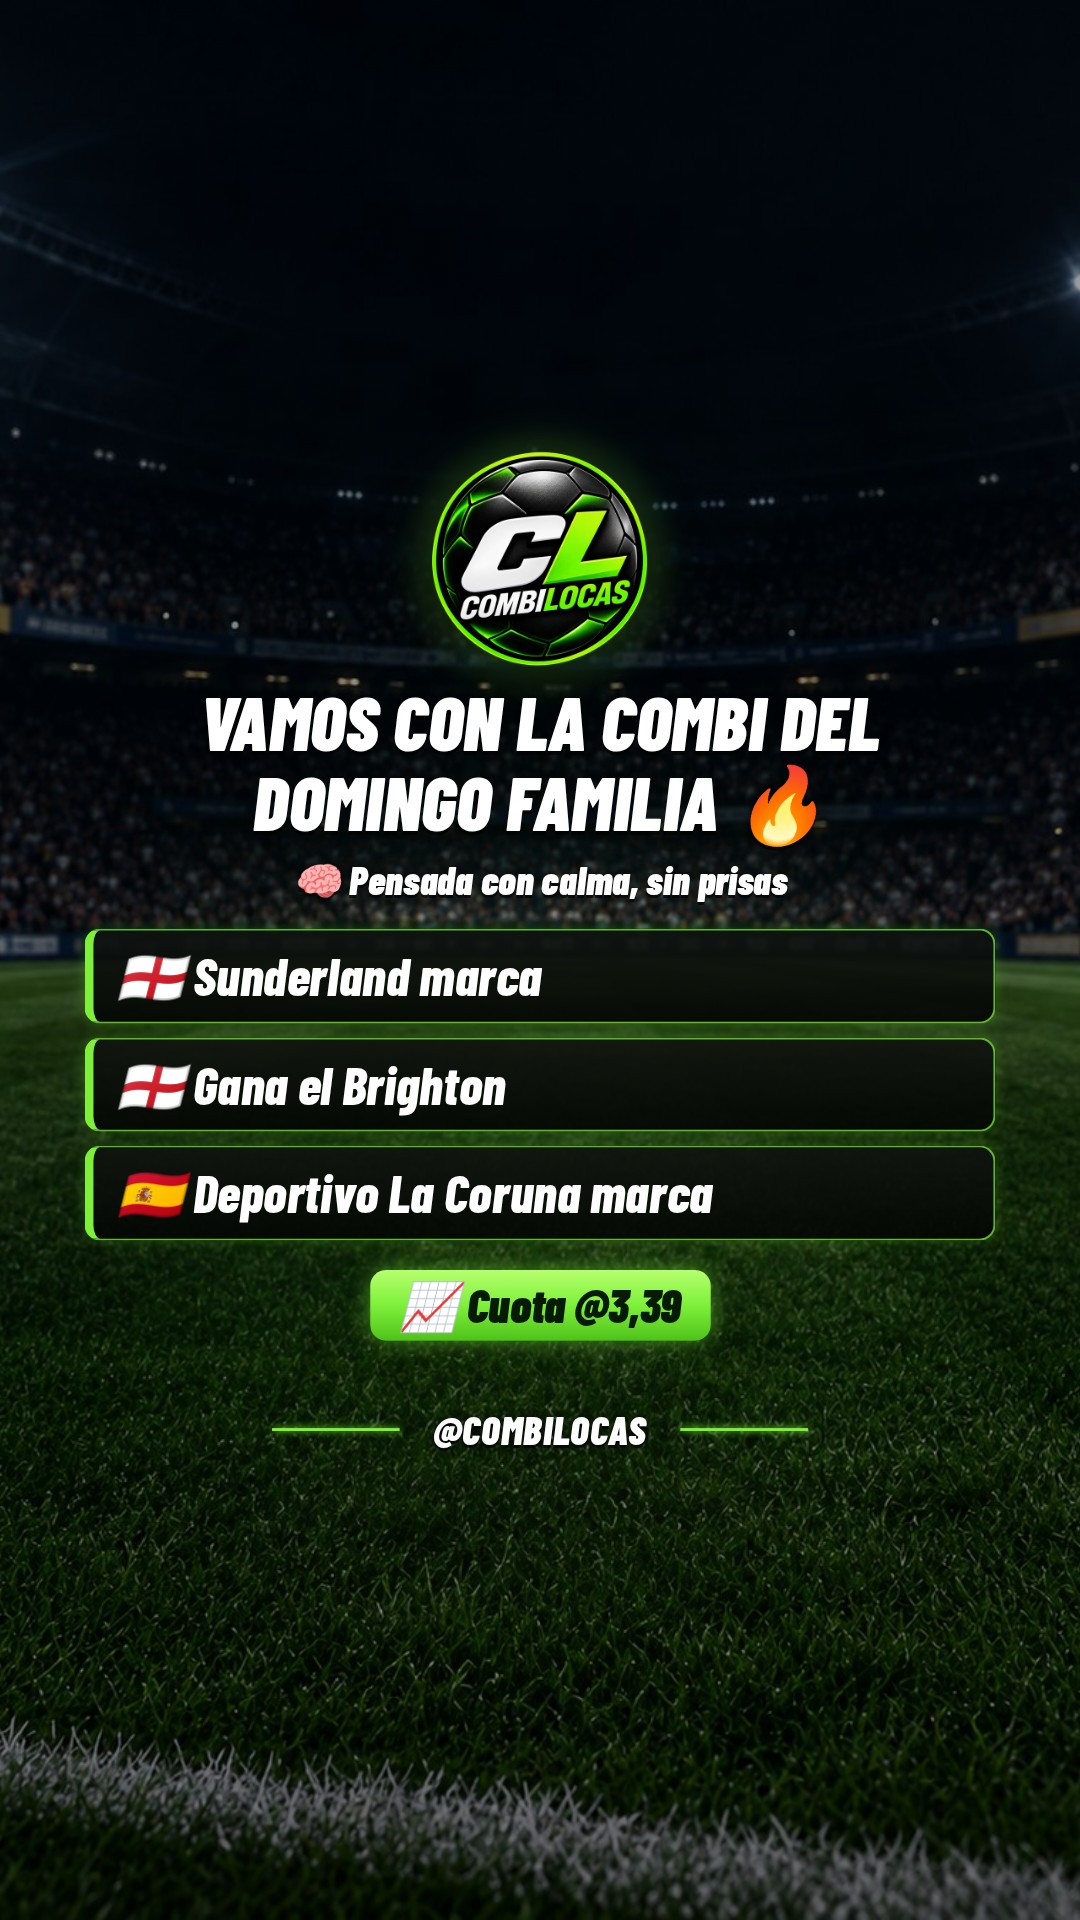 CL
COMBILOCAS
VAMOS CON LA COMBI DEL
DOMINGO FAMILIA 🔥
🧠 Pensada con calma, sin prisas
🏴󠁧󠁢󠁥󠁮󠁧󠁿 Sunderland marca
🏴󠁧󠁢󠁥󠁮󠁧󠁿 Gana el Brighton
🇪🇸 Deportivo La Coruna marca
📈 Cuota @3,39
@COMBILOCAS